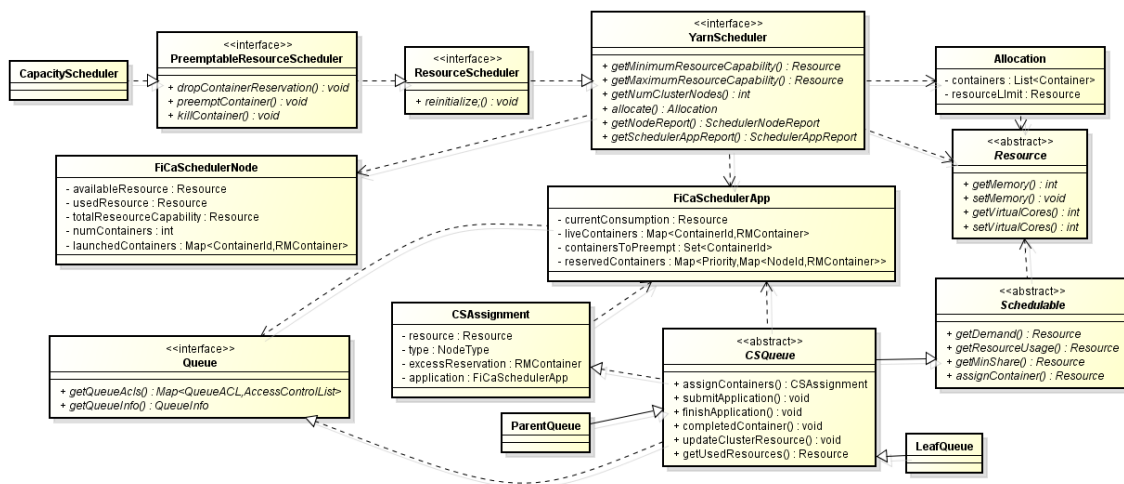 CapacityScheduler
<<interface>>
PreemptableResourceScheduler
+ dropContainerReservation() : void
+ preemptContainer() : void
+ killContainer() : void
<<interface>>
ResourceScheduler
+ reinitialize;() : void
<<interface>>
YarnScheduler
+ getMinimumResourceCapability() : Resource
+ getMaximumResourceCapability() : Resource
+ getNumClusterNodes() : int
+ allocate() : Allocation
+ getNodeReport() : SchedulerNodeReport
+ getSchedulerAppReport() : SchedulerAppReport
Allocation
- containers : List<Container>
- resourceLImit : Resource
<<abstract>>
Resource
+ getMemory() : int
+ setMemory() : void
+ getVirtualCores() : int
+ setVirtualCores() : int
FiCaSchedulerNode
- availableResource : Resource
- usedResource : Resource
- totalReseourceCapability : Resource
- numContainers : int
- launchedContainers : Map<ContainerId,RMContainer>
FiCaSchedulerApp
- currentConsumption : Resource
- liveContainers : Map<ContainerId,RMContainer>
- containersToPreempt : Set<ContainerId>
- reservedContainers : Map<Priority,Map<NodeId,RMContainer>>
<<abstract>>
Schedulable
+ getDemand() : Resource
+ getResourceUsage() : Resource
+ getMinShare() : Resource
+ assignContainer() : Resource
CSAssignment
- resource : Resource
- type : NodeType
- excessReservation : RMContainer
- application : FiCaSchedulerApp
<<interface>>
Queue
+ getQueueAcls() : Map<QueueACL,AccessControlList>
+ getQueueInfo() : QueueInfo
<<abstract>>
CSQueue
+ assignContainers() : CSAssignment
+ submitApplication() : void
+ finishApplication() : void
+ completedContainer() : void
+ updateClusterResource() : void
+ getUsedResources() : Resource
ParentQueue
LeafQueue